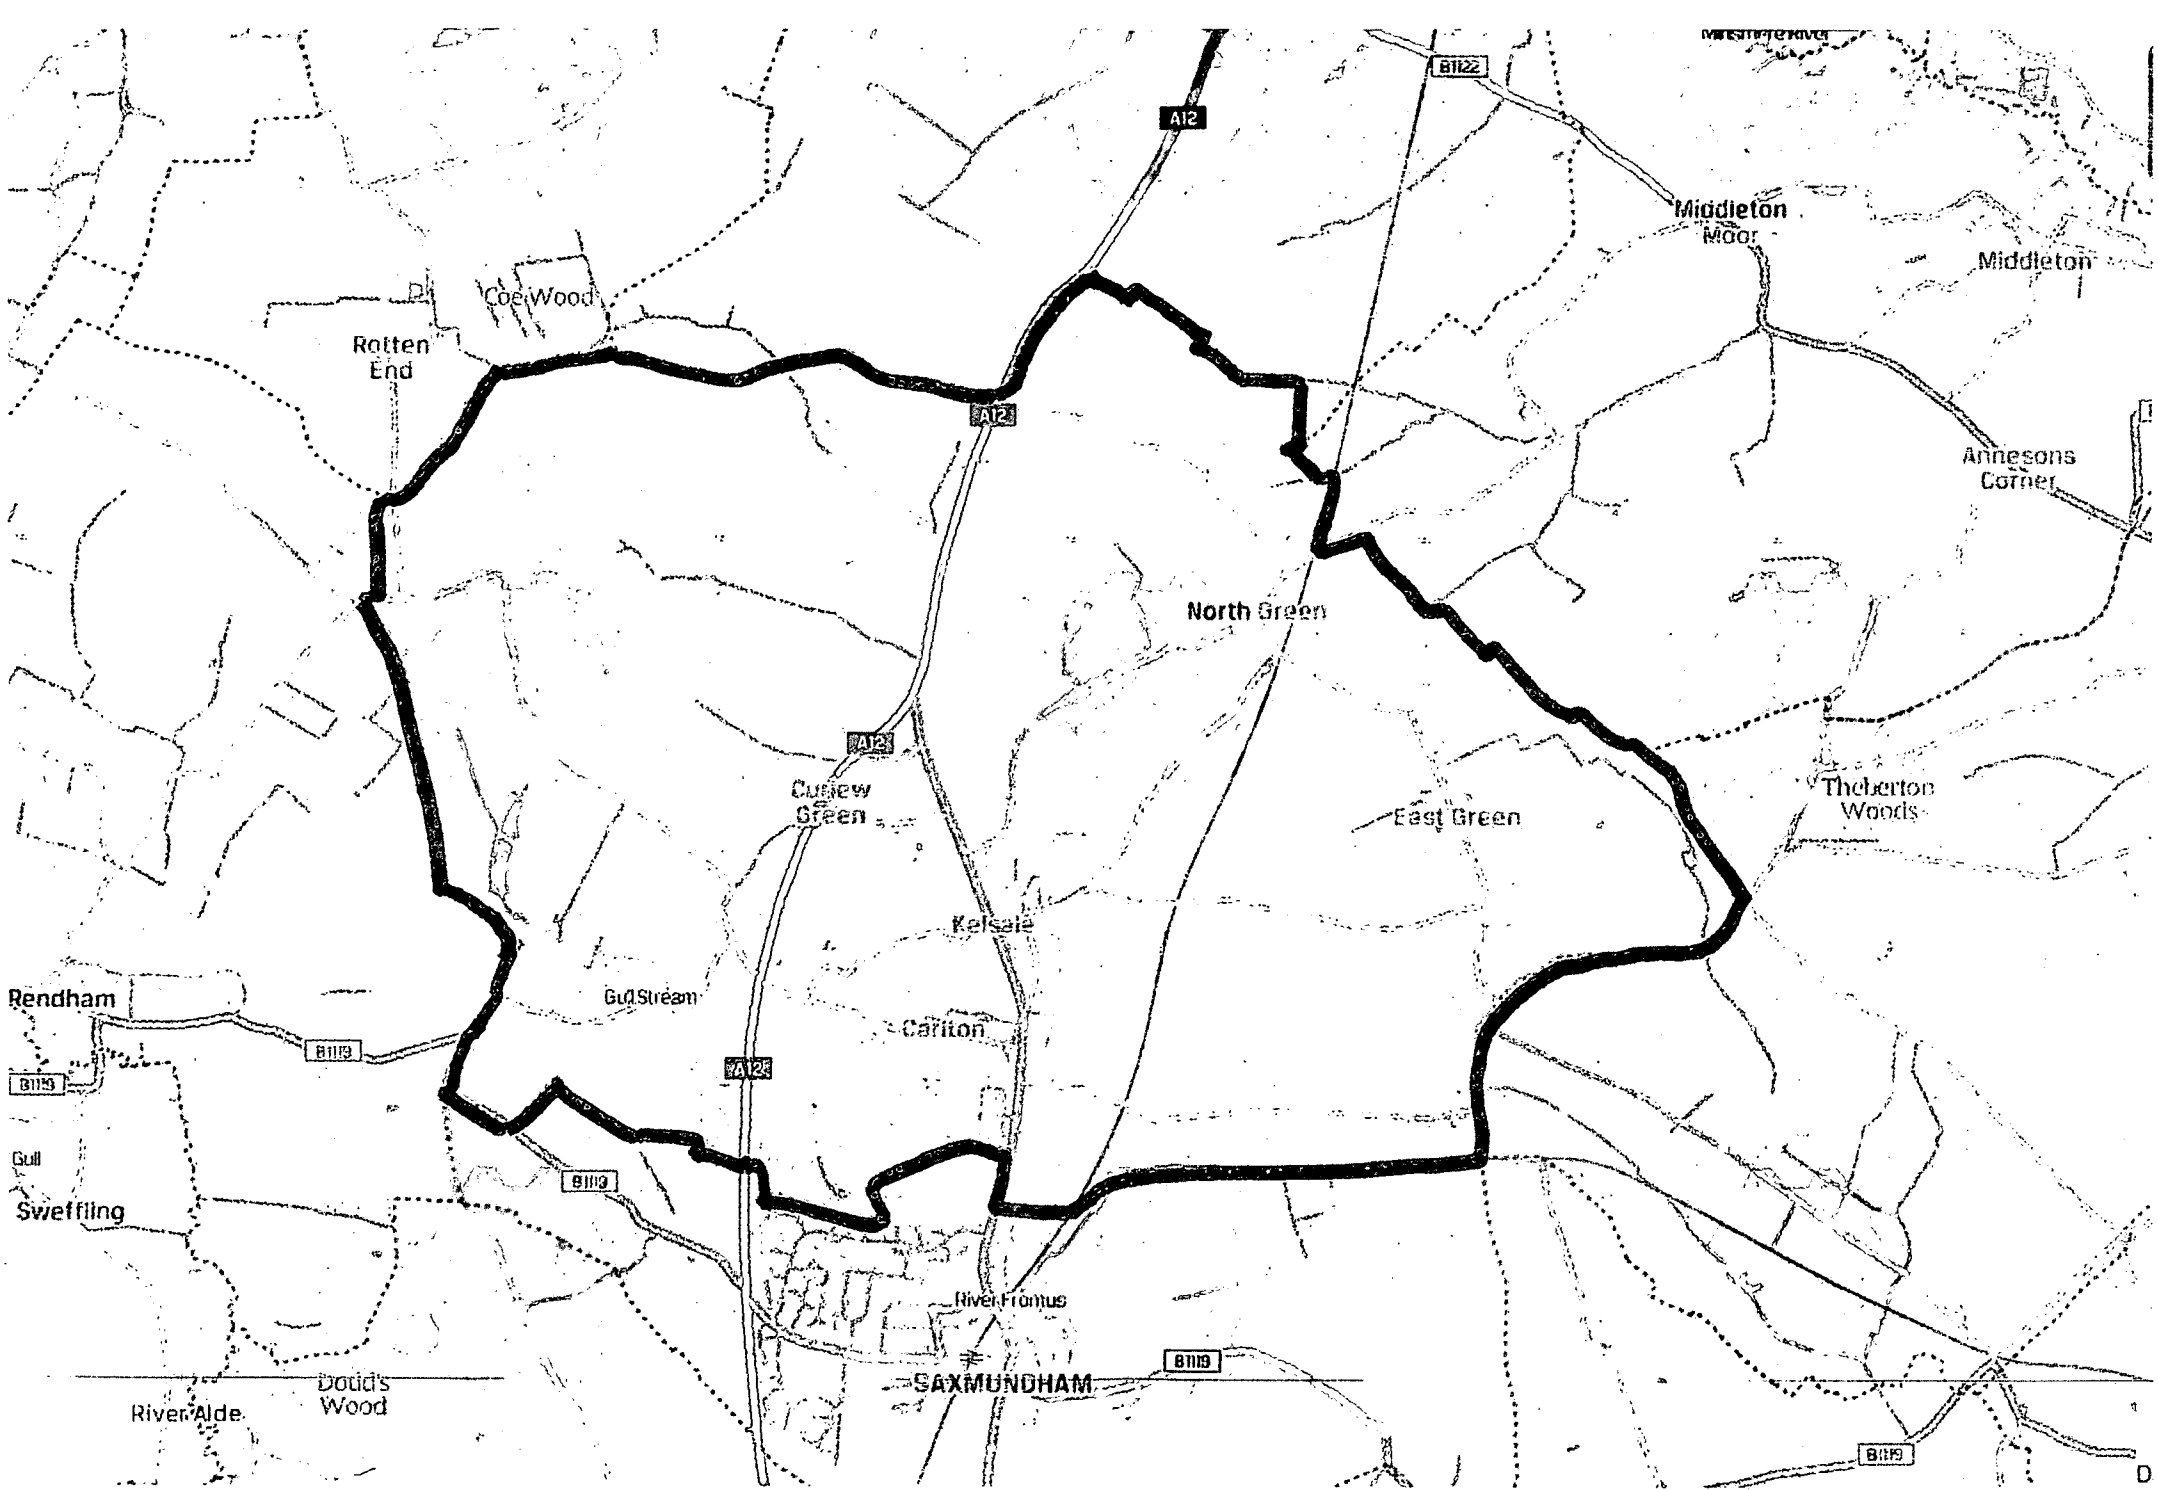 Minsmere River
B1122
A12
Middleton
Moor
Middleton
Coe Wood
Rotten
End
A12
Annesons
Corner
North Green
A12
Curlew
Green
East Green
Theberton
Woods
Kelsale
Rendham
Gull Stream
Carlton
B1119
A12
B1119
Gull
B1119
Sweffling
River Fromus
B1119
SAXMUNDHAM
Dodd's
Wood
River Alde
B1119
D